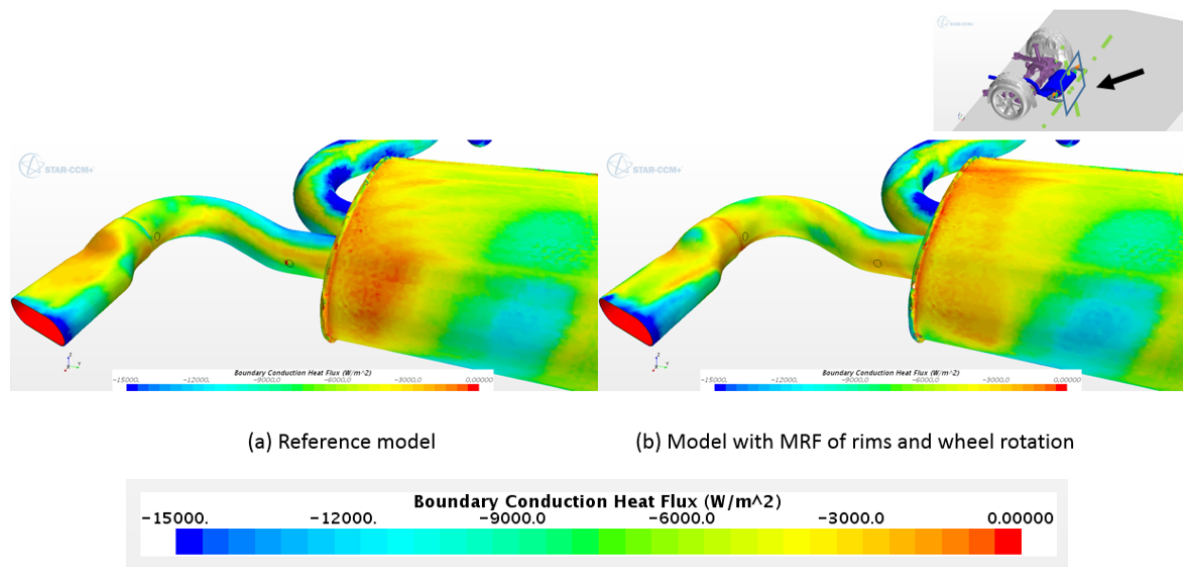 STAR-CCM+
STAR-CCM+
STAR-CCM+
Boundary Conduction Heat Flux (W/m^2)
-15000. -12000. -9000.0 -6000.0 -3000.0 0.00000
Boundary Conduction Heat Flux (W/m^2)
-15000. -12000. -9000.0 -6000.0 -3000.0 0.00000
(a) Reference model
(b) Model with MRF of rims and wheel rotation
Boundary Conduction Heat Flux (W/m^2)
-15000. -12000. -9000.0 -6000.0 -3000.0 0.00000